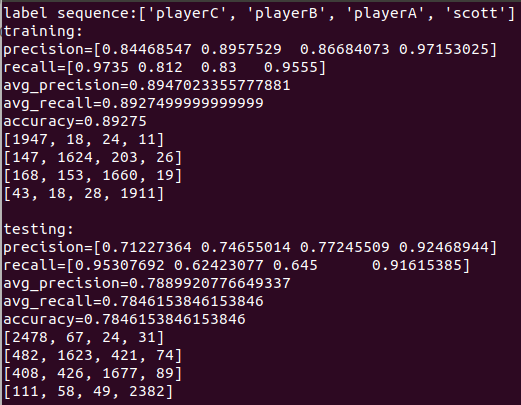 label sequence:['playerC', 'playerB', 'playerA', 'scott']
training:
precision=[0.84468547 0.8957529  0.86684073 0.97153025]
recall=[0.9735 0.812  0.83   0.9555]
avg_precision=0.8947023355777881
avg_recall=0.8927499999999999
accuracy=0.89275
[1947, 18, 24, 11]
[147, 1624, 203, 26]
[168, 153, 1660, 19]
[43, 18, 28, 1911]

testing:
precision=[0.71227364 0.74655014 0.77245509 0.92468944]
recall=[0.95307692 0.62423077 0.645      0.91615385]
avg_precision=0.7889920776649337
avg_recall=0.7846153846153846
accuracy=0.7846153846153846
[2478, 67, 24, 31]
[482, 1623, 421, 74]
[408, 426, 1677, 89]
[111, 58, 49, 2382]